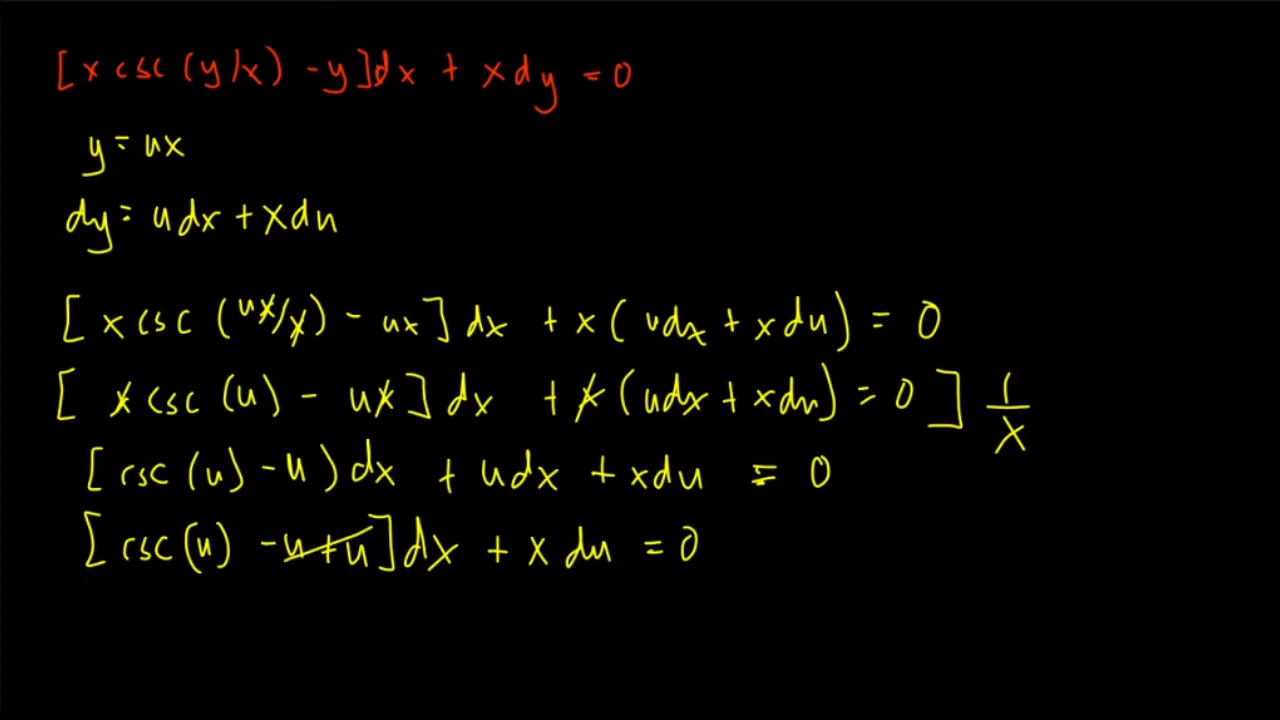 [x csc (y/x) - y]dx + x dy = 0
y = ux
dy = u dx + x du
[x csc (ux/x) - ux] dx + x (u dx + x du) = 0
[ x csc (u) - ux] dx + x (u dx + x du) = 0 ] 1/x
[csc (u) - u) dx + u dx + x du = 0
[csc (u) - u + u] dx + x du = 0